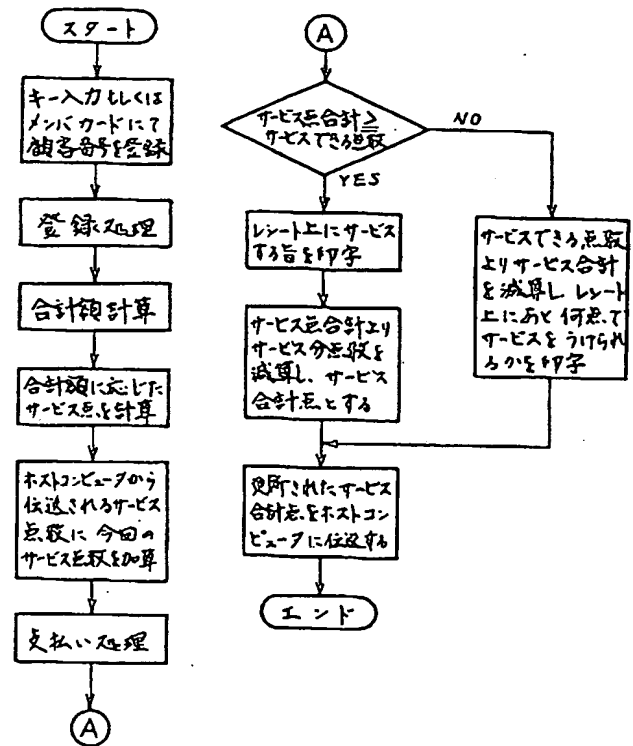 スタート
キー入力もしくは
メンバカードにて
顧客番号を登録
登録処理
合計額計算
合計額に応じた
サービス点を計算
ホストコンピュータから
伝送されるサービス
点数に今回の
サービス点数を加算
支払い処理
A
A
サービス点合計≧
サービスできる点数
NO
YES
レシート上にサービス
する旨を印字
サービス点合計より
サービス分点数を
減算し、サービス
合計点とする
サービスできる点数
よりサービス合計
を減算し レシート
上にあと何点で
サービスをうけられ
るかを印字
更新されたサービス
合計点をホストコン
ピュータに伝送する
エンド